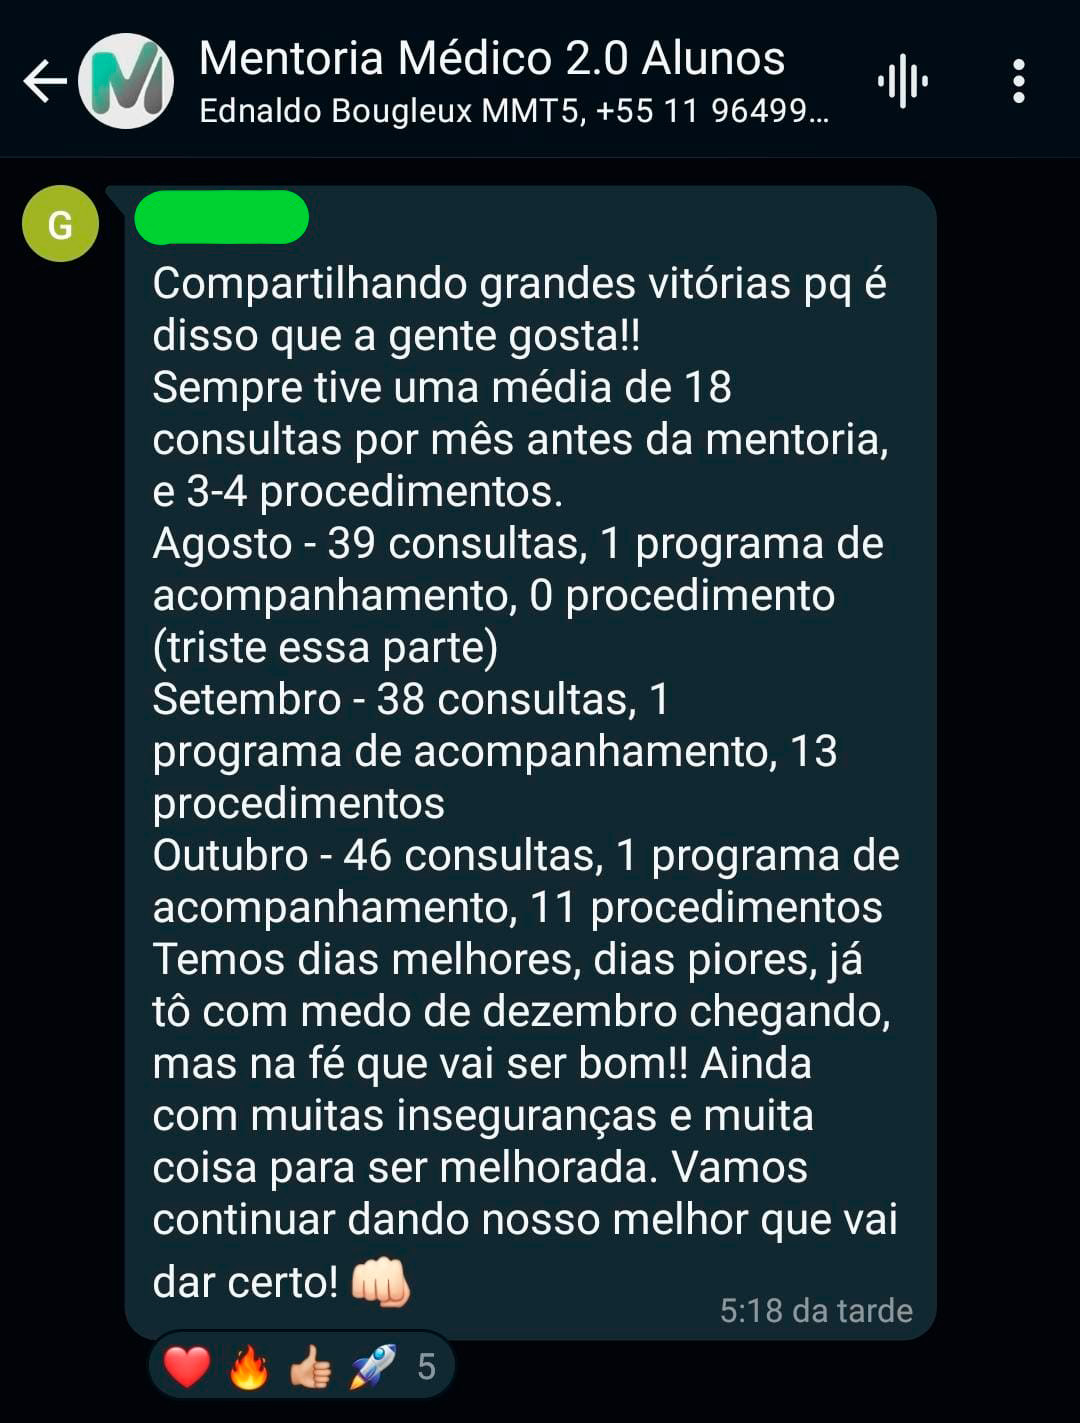 Mentoria Médico 2.0 Alunos
Ednaldo Bougleux MMT5, +55 11 96499...
G
Compartilhando grandes vitórias pq é
disso que a gente gosta!!
Sempre tive uma média de 18
consultas por mês antes da mentoria,
e 3-4 procedimentos.
Agosto - 39 consultas, 1 programa de
acompanhamento, 0 procedimento
(triste essa parte)
Setembro - 38 consultas, 1
programa de acompanhamento, 13
procedimentos
Outubro - 46 consultas, 1 programa de
acompanhamento, 11 procedimentos
Temos dias melhores, dias piores, já
tô com medo de dezembro chegando,
mas na fé que vai ser bom!! Ainda
com muitas inseguranças e muita
coisa para ser melhorada. Vamos
continuar dando nosso melhor que vai
dar certo! 👊🏻
5:18 da tarde
❤️ 🔥 👍🏼 🚀 5